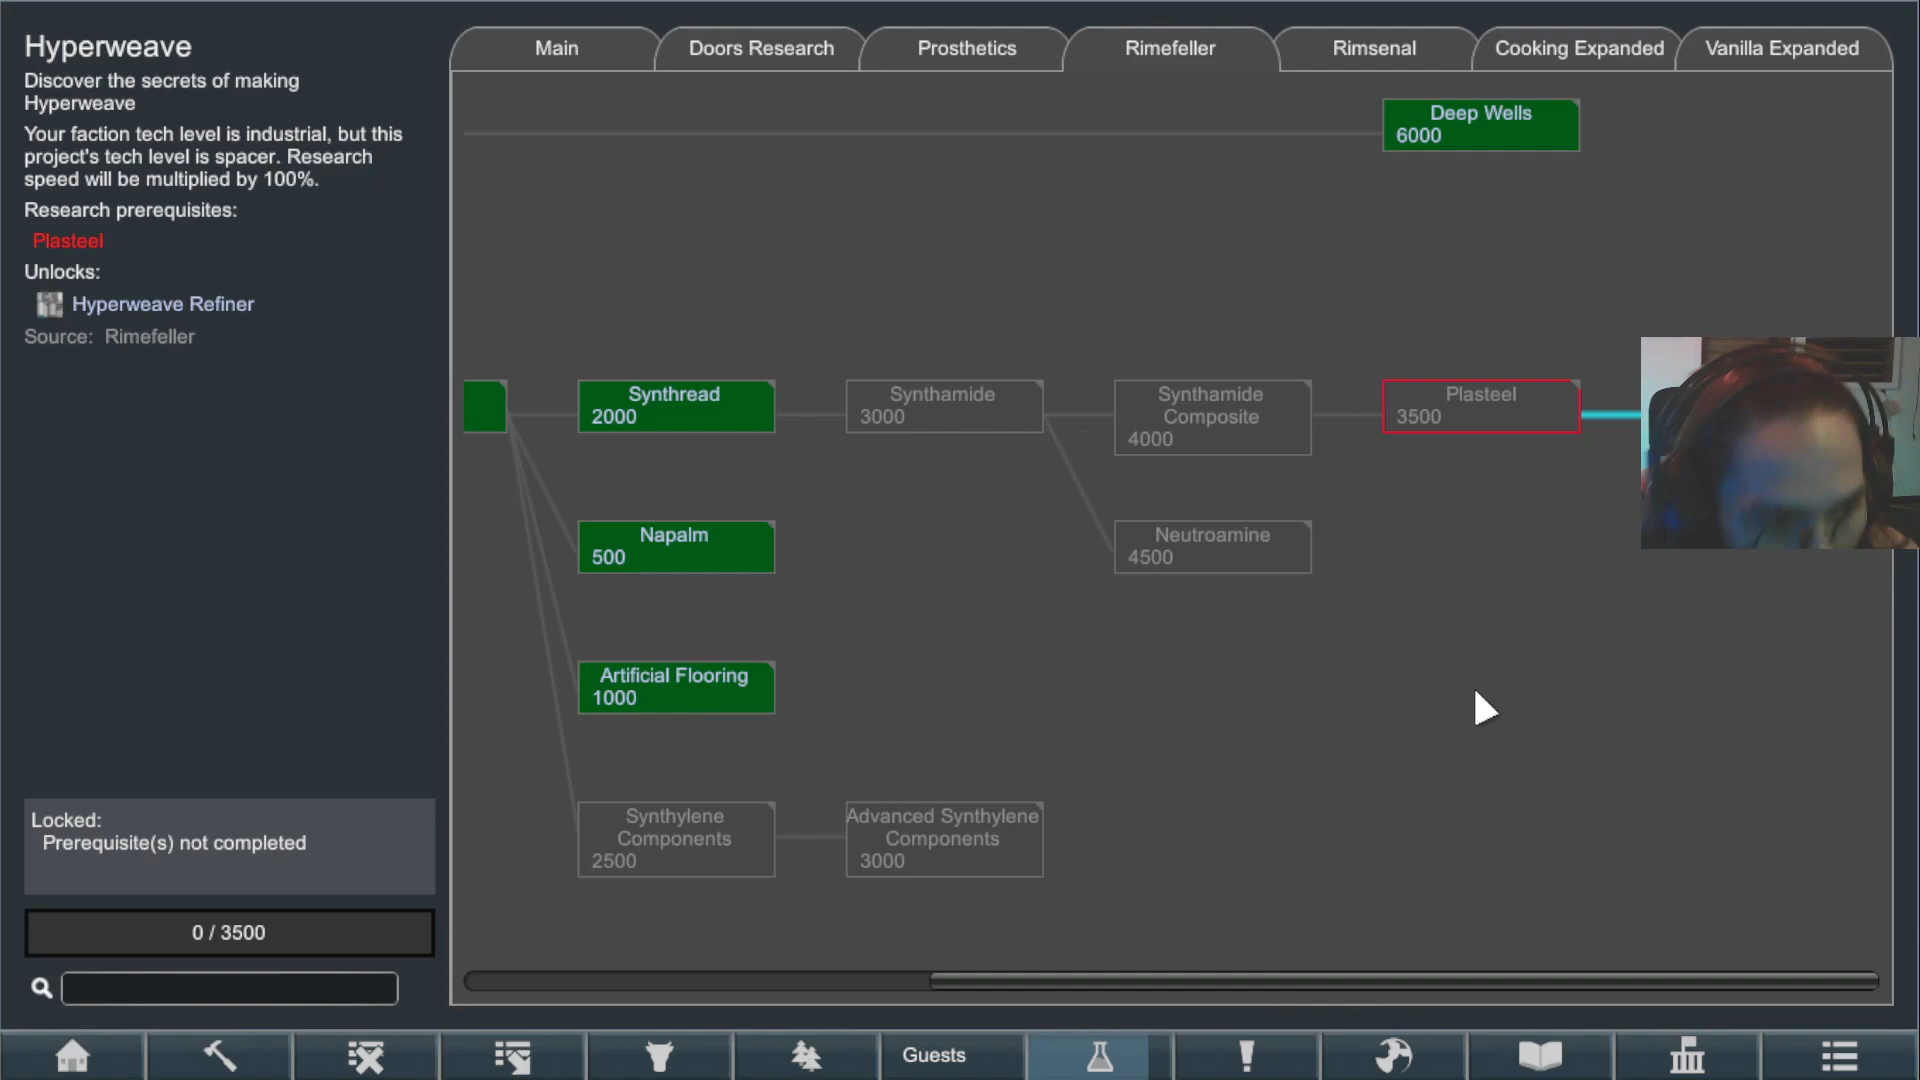 Hyperweave
Discover the secrets of making
Hyperweave
Your faction tech level is industrial, but this
project's tech level is spacer. Research
speed will be multiplied by 100%.
Research prerequisites:
Plasteel
Unlocks:
Hyperweave Refiner
Source: Rimefeller
Locked:
Prerequisite(s) not completed
0 / 3500
Main
Doors Research
Prosthetics
Rimefeller
Rimsenal
Cooking Expanded
Vanilla Expanded
Deep Wells
6000
Synthread
2000
Synthamide
3000
Synthamide
Composite
4000
Plasteel
3500
Napalm
500
Neutroamine
4500
Artificial Flooring
1000
Synthylene
Components
2500
Advanced Synthylene
Components
3000
Guests